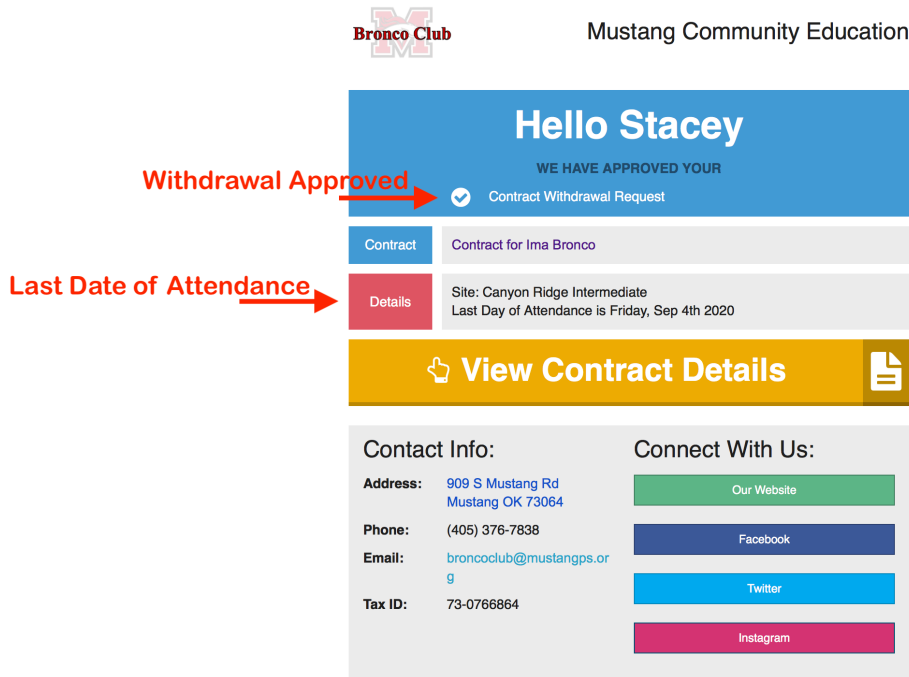 Bronco Club
Mustang Community Education
Hello Stacey
WE HAVE APPROVED YOUR
Withdrawal Approved
Contract Withdrawal Request
Contract
Contract for Ima Bronco
Last Date of Attendance
Details
Site: Canyon Ridge Intermediate
Last Day of Attendance is Friday, Sep 4th 2020
View Contract Details
Contact Info:
Address:
909 S Mustang Rd
Mustang OK 73064
Phone:
(405) 376-7838
Email:
broncoclub@mustangps.or
g
Tax ID:
73-0766864
Connect With Us:
Our Website
Facebook
Twitter
Instagram